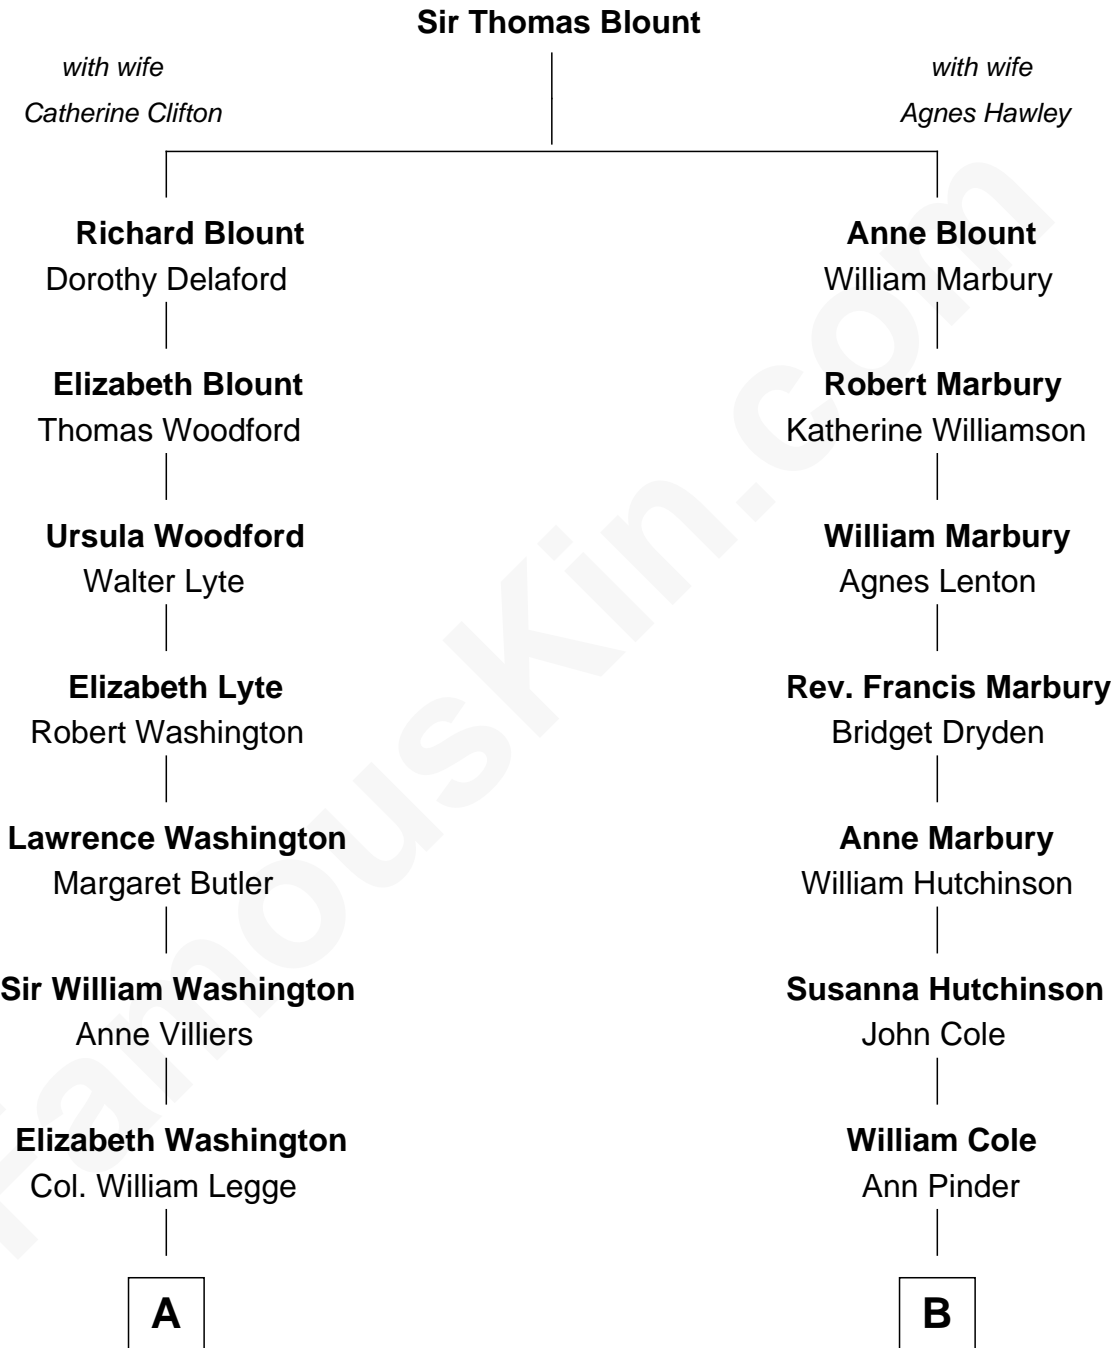 Sir Thomas Blount
with wife
Catherine Clifton
with wife
Agnes Hawley
Richard Blount
Dorothy Delaford
Anne Blount
William Marbury
Elizabeth Blount
Thomas Woodford
Robert Marbury
Katherine Williamson
Ursula Woodford
Walter Lyte
William Marbury
Agnes Lenton
Elizabeth Lyte
Robert Washington
Rev. Francis Marbury
Bridget Dryden
Lawrence Washington
Margaret Butler
Anne Marbury
William Hutchinson
Sir William Washington
Anne Villiers
Susanna Hutchinson
John Cole
Elizabeth Washington
Col. William Legge
William Cole
Ann Pinder
A
B
FamousKin.com